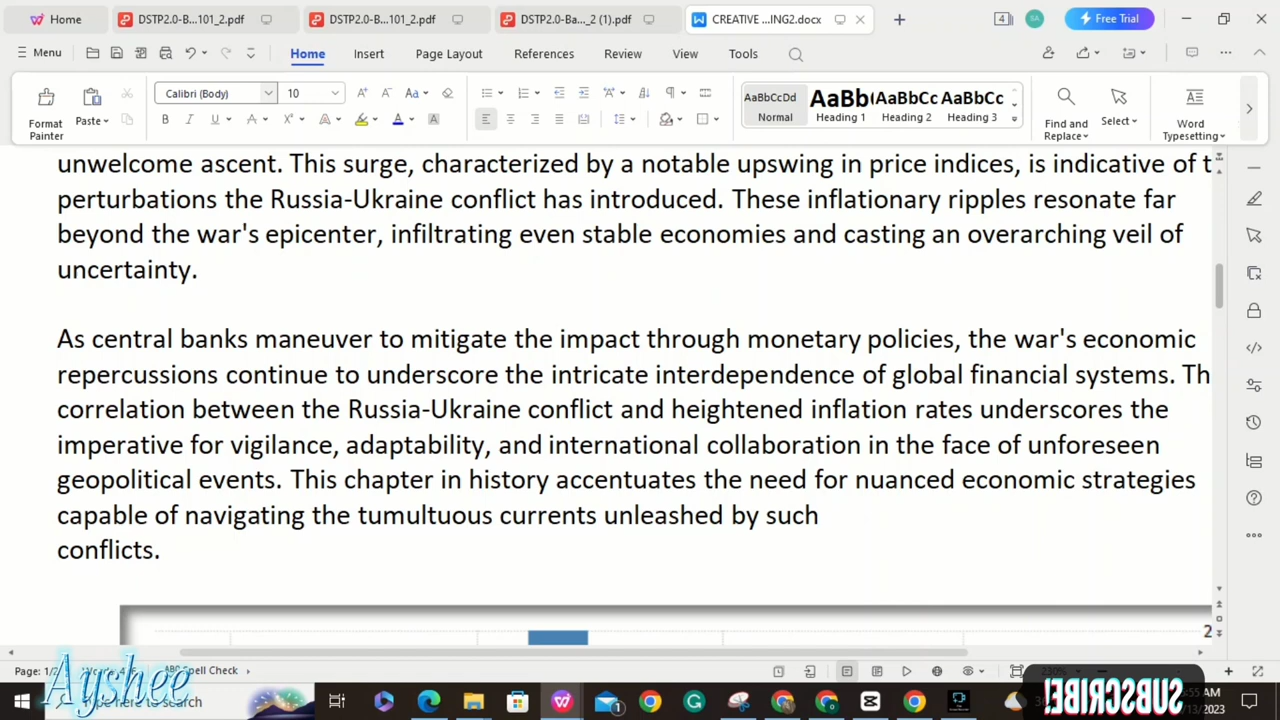 Home
DSTP2.0-B...101_2.pdf
DSTP2.0-B...101_2.pdf
DSTP2.0-Ba..._2 (1).pdf
CREATIVE ...ING2.docx
4
SA
Free Trial
Menu
Home
Insert
Page Layout
References
Review
View
Tools
Format
Painter
Paste
Calibri (Body)
10
AaBbCcDd
Normal
AaBb
Heading 1
AaBbCc
Heading 2
AaBbCc
Heading 3
Find and
Replace
Select
Word
Typesetting
unwelcome ascent. This surge, characterized by a notable upswing in price indices, is indicative of t
perturbations the Russia-Ukraine conflict has introduced. These inflationary ripples resonate far
beyond the war's epicenter, infiltrating even stable economies and casting an overarching veil of
uncertainty.
As central banks maneuver to mitigate the impact through monetary policies, the war's economic
repercussions continue to underscore the intricate interdependence of global financial systems. Th
correlation between the Russia-Ukraine conflict and heightened inflation rates underscores the
imperative for vigilance, adaptability, and international collaboration in the face of unforeseen
geopolitical events. This chapter in history accentuates the need for nuanced economic strategies
capable of navigating the tumultuous currents unleashed by such
conflicts.
2
Page: 1/2
Spell Check
Ayshee
here to search
SUBSCRIBE!
AM
/13/2023